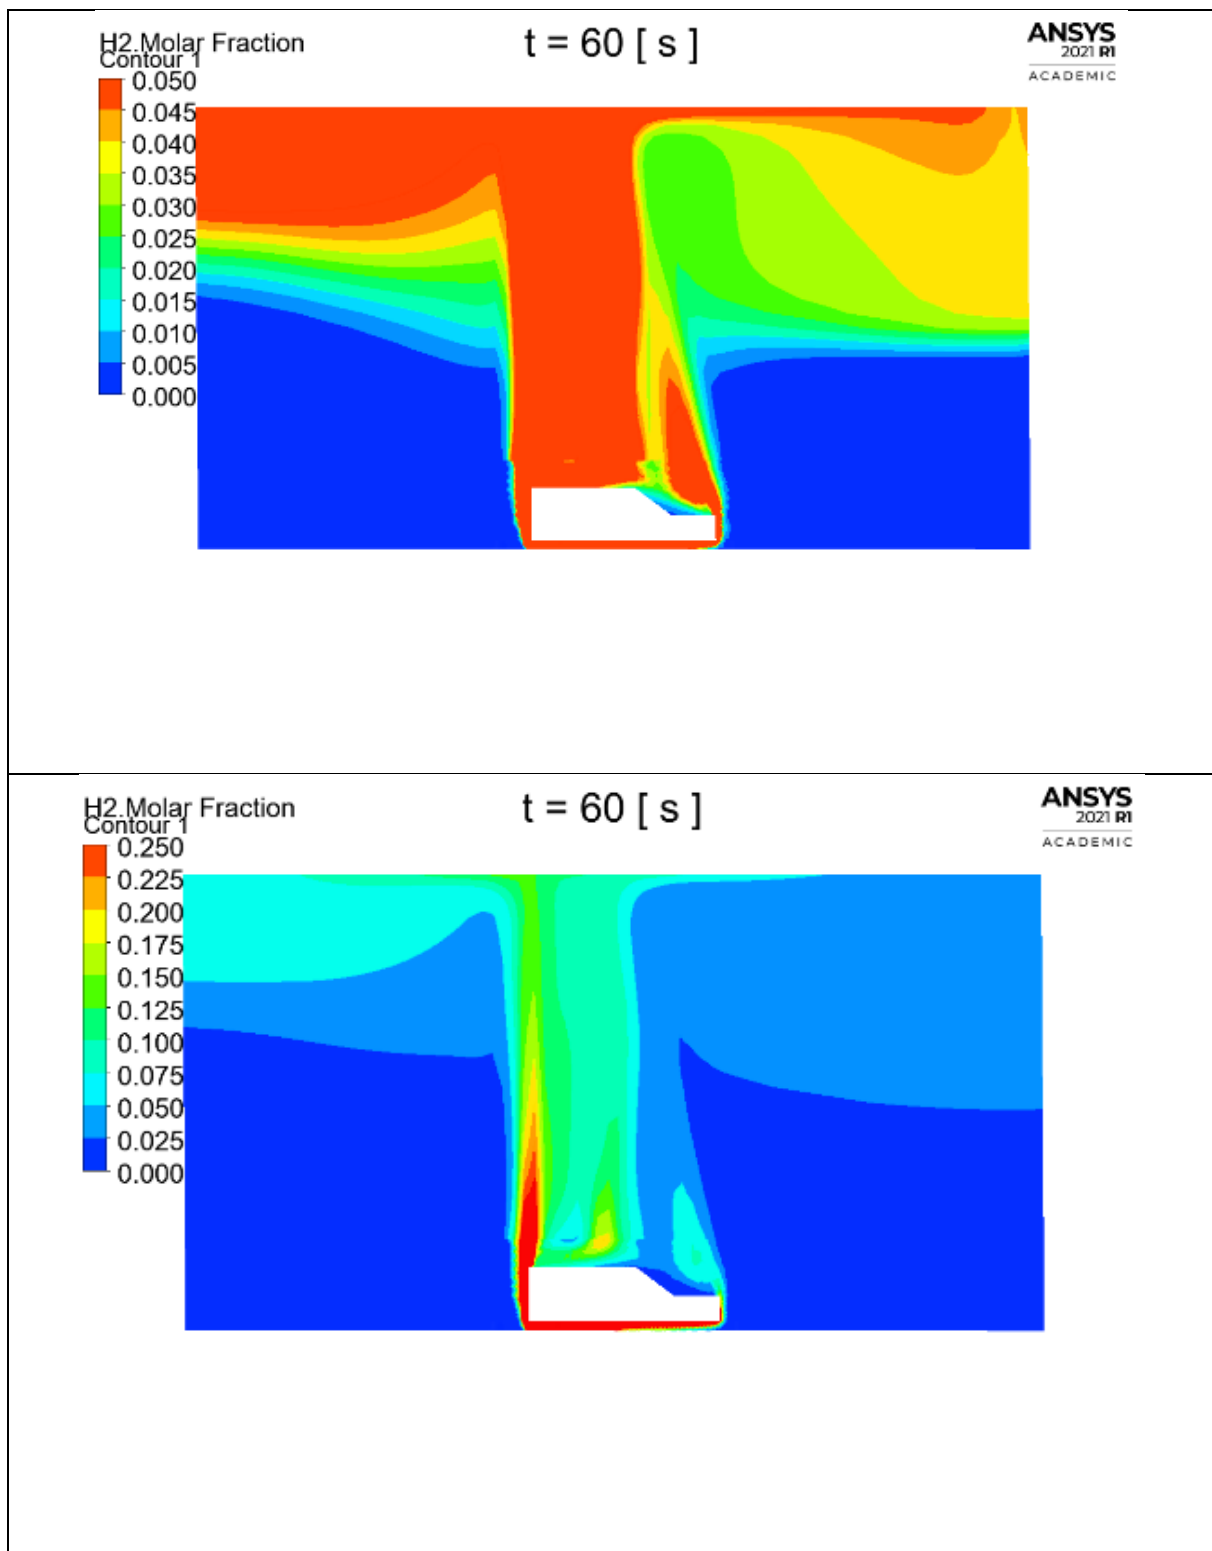 H2.Molar Fraction
Contour 1
t = 60 [ s ]
ANSYS
2021 R1
ACADEMIC
0.050
0.045
0.040
0.035
0.030
0.025
0.020
0.015
0.010
0.005
0.000
H2.Molar Fraction
Contour 1
t = 60 [ s ]
ANSYS
2021 R1
ACADEMIC
0.250
0.225
0.200
0.175
0.150
0.125
0.100
0.075
0.050
0.025
0.000